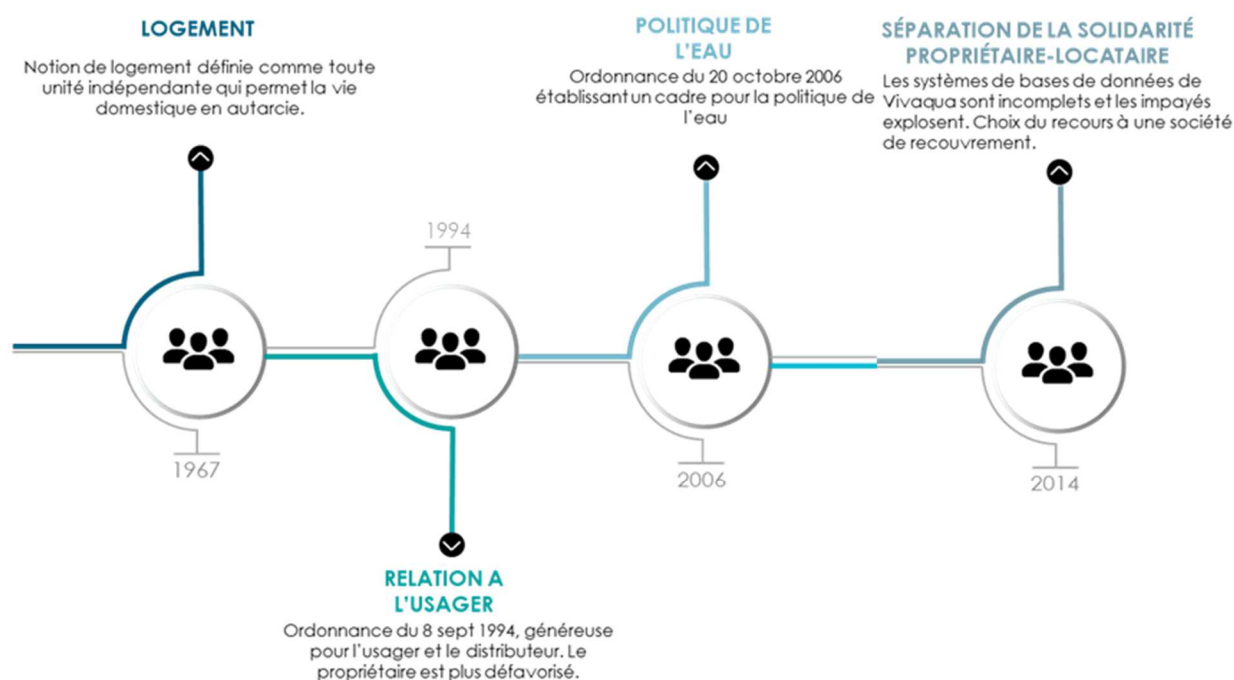 LOGEMENT
Notion de logement définie comme toute
unité indépendante qui permet la vie
domestique en autarcie.
1967
1994
RELATION A
L'USAGER
Ordonnance du 8 sept 1994, généreuse
pour l'usager et le distributeur. Le
propriétaire est plus défavorisé.
POLITIQUE DE
L'EAU
Ordonnance du 20 octobre 2006
établissant un cadre pour la politique de
l'eau
2006
SÉPARATION DE LA SOLIDARITÉ
PROPRIÉTAIRE-LOCATAIRE
Les systèmes de bases de données de
Vivaqua sont incomplets et les impayés
explosent. Choix du recours à une société
de recouvrement.
2014